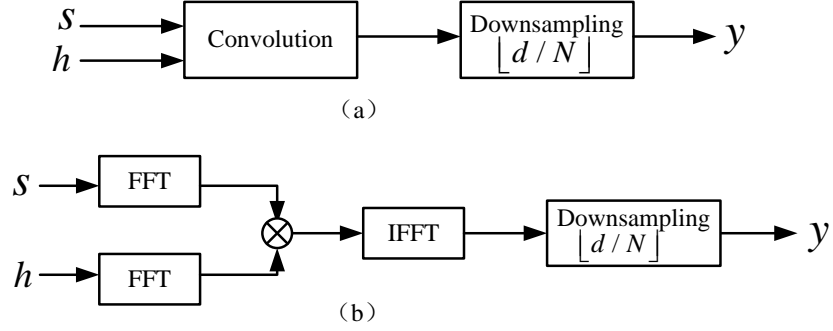 s
h
Convolution
Downsampling
⌊d / N⌋
y
（a）
s
FFT
h
FFT
IFFT
Downsampling
⌊d / N⌋
y
（b）